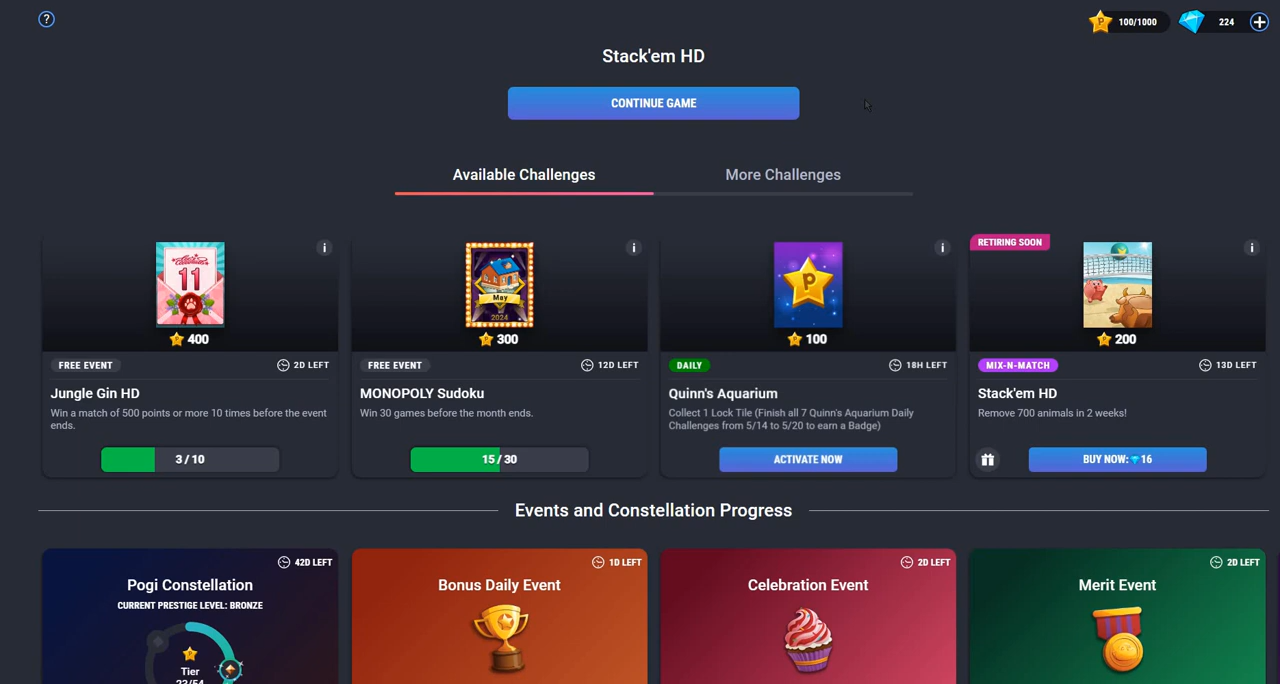 ?
100/1000
224
Stack'em HD
CONTINUE GAME
Available Challenges
More Challenges
11
400
FREE EVENT
2D LEFT
Jungle Gin HD
Win a match of 500 points or more 10 times before the event
ends.
3 / 10
May
2024
300
FREE EVENT
12D LEFT
MONOPOLY Sudoku
Win 30 games before the month ends.
15 / 30
P
100
DAILY
18H LEFT
Quinn's Aquarium
Collect 1 Lock Tile (Finish all 7 Quinn's Aquarium Daily
Challenges from 5/14 to 5/20 to earn a Badge)
ACTIVATE NOW
RETIRING SOON
200
MIX-N-MATCH
13D LEFT
Stack'em HD
Remove 700 animals in 2 weeks!
BUY NOW: 16
Events and Constellation Progress
42D LEFT
Pogi Constellation
CURRENT PRESTIGE LEVEL: BRONZE
Tier
1D LEFT
Bonus Daily Event
2D LEFT
Celebration Event
2D LEFT
Merit Event